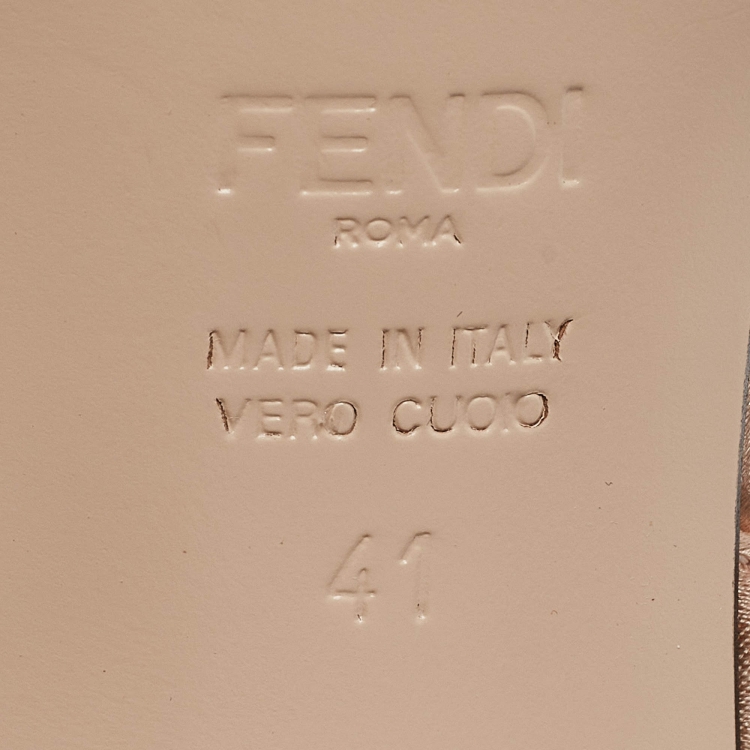 FENDI
ROMA
MADE IN ITALY
VERO CUOIO
41